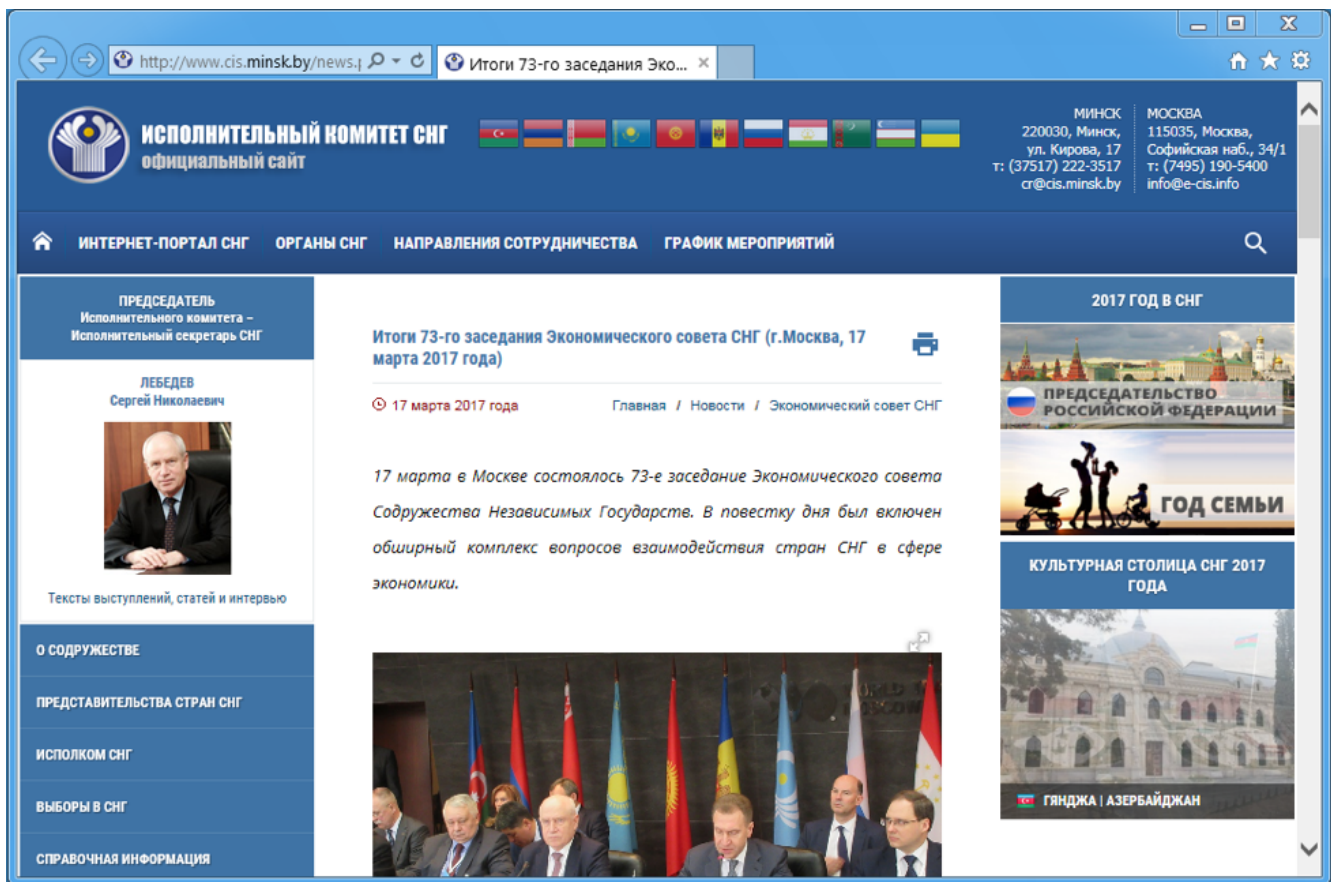 http://www.cis.minsk.by/news.p
Итоги 73-го заседания Эко...
ИСПОЛНИТЕЛЬНЫЙ КОМИТЕТ СНГ
официальный сайт
МИНСК
220030, Минск,
ул. Кирова, 17
т: (37517) 222-3517
cr@cis.minsk.by
МОСКВА
115035, Москва,
Софийская наб., 34/1
т: (7495) 190-5400
info@e-cis.info
ИНТЕРНЕТ-ПОРТАЛ СНГ ОРГАНЫ СНГ НАПРАВЛЕНИЯ СОТРУДНИЧЕСТВА ГРАФИК МЕРОПРИЯТИЙ
ПРЕДСЕДАТЕЛЬ
Исполнительного комитета –
Исполнительный секретарь СНГ
ЛЕБЕДЕВ
Сергей Николаевич
Тексты выступлений, статей и интервью
О СОДРУЖЕСТВЕ
ПРЕДСТАВИТЕЛЬСТВА СТРАН СНГ
ИСПОЛКОМ СНГ
ВЫБОРЫ В СНГ
СПРАВОЧНАЯ ИНФОРМАЦИЯ
Итоги 73-го заседания Экономического совета СНГ (г.Москва, 17
марта 2017 года)
17 марта 2017 года
Главная / Новости / Экономический совет СНГ
17 марта в Москве состоялось 73-е заседание Экономического совета
Содружества Независимых Государств. В повестку дня был включен
обширный комплекс вопросов взаимодействия стран СНГ в сфере
экономики.
2017 ГОД В СНГ
ПРЕДСЕДАТЕЛЬСТВО
РОССИЙСКОЙ ФЕДЕРАЦИИ
ГОД СЕМЬИ
КУЛЬТУРНАЯ СТОЛИЦА СНГ 2017
ГОДА
ГЯНДЖА | АЗЕРБАЙДЖАН